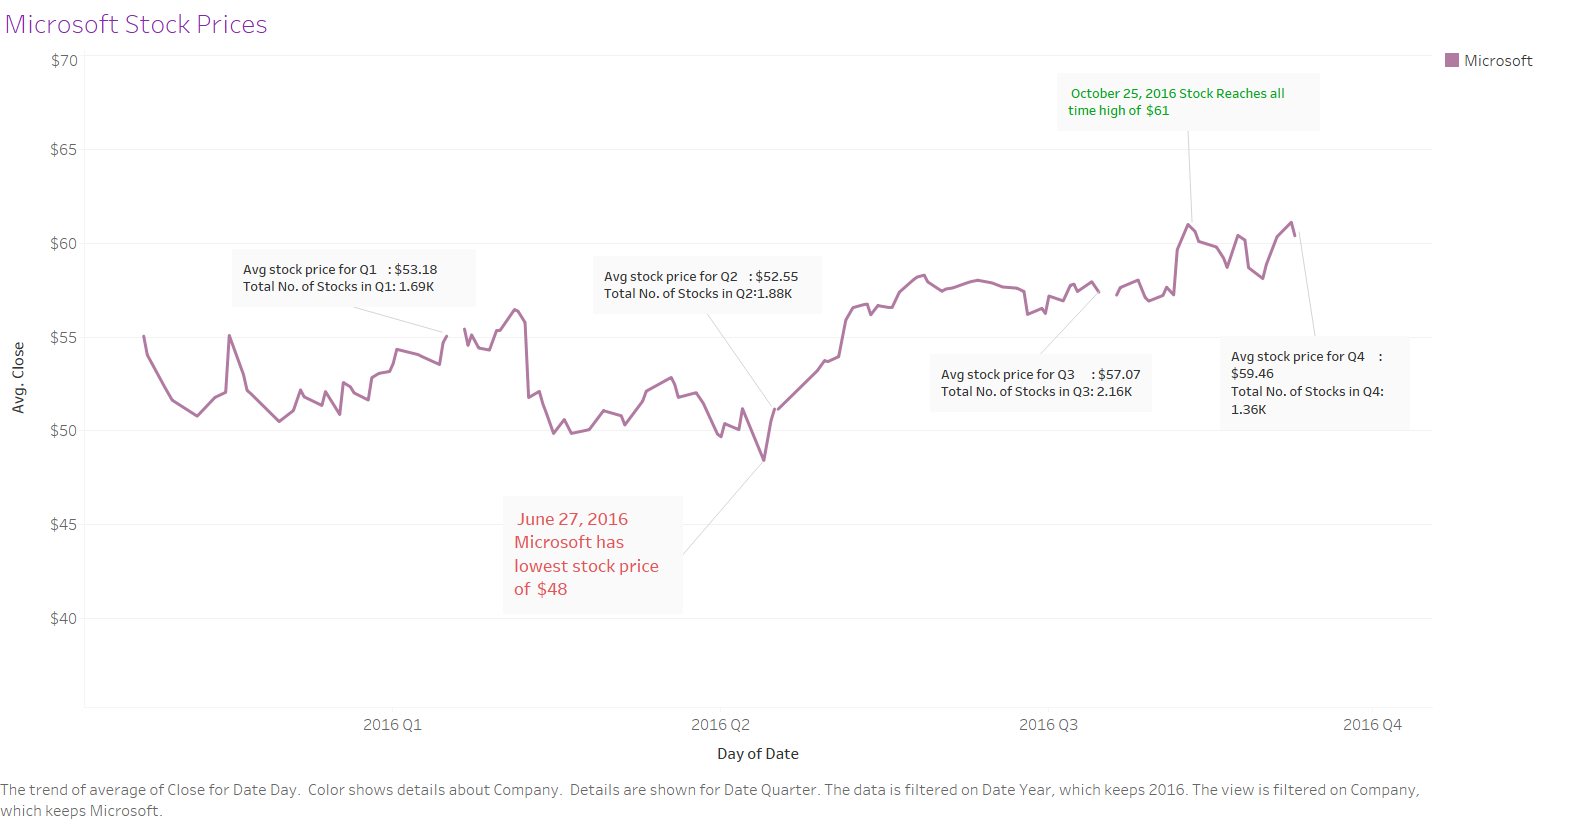 Microsoft Stock Prices
$70
Microsoft
October 25, 2016 Stock Reaches all
time high of $61
$65
$60
Avg stock price for Q1 : $53.18
Total No. of Stocks in Q1: 1.69K
Avg stock price for Q2 : $52.55
Total No. of Stocks in Q2:1.88K
$55
Avg stock price for Q3 : $57.07
Total No. of Stocks in Q3: 2.16K
Avg stock price for Q4 :
$59.46
Total No. of Stocks in Q4:
1.36K
Avg. Close
$50
June 27, 2016
Microsoft has
lowest stock price
of $48
$45
$40
2016 Q1
2016 Q2
2016 Q3
2016 Q4
Day of Date
The trend of average of Close for Date Day. Color shows details about Company. Details are shown for Date Quarter. The data is filtered on Date Year, which keeps 2016. The view is filtered on Company,
which keeps Microsoft.